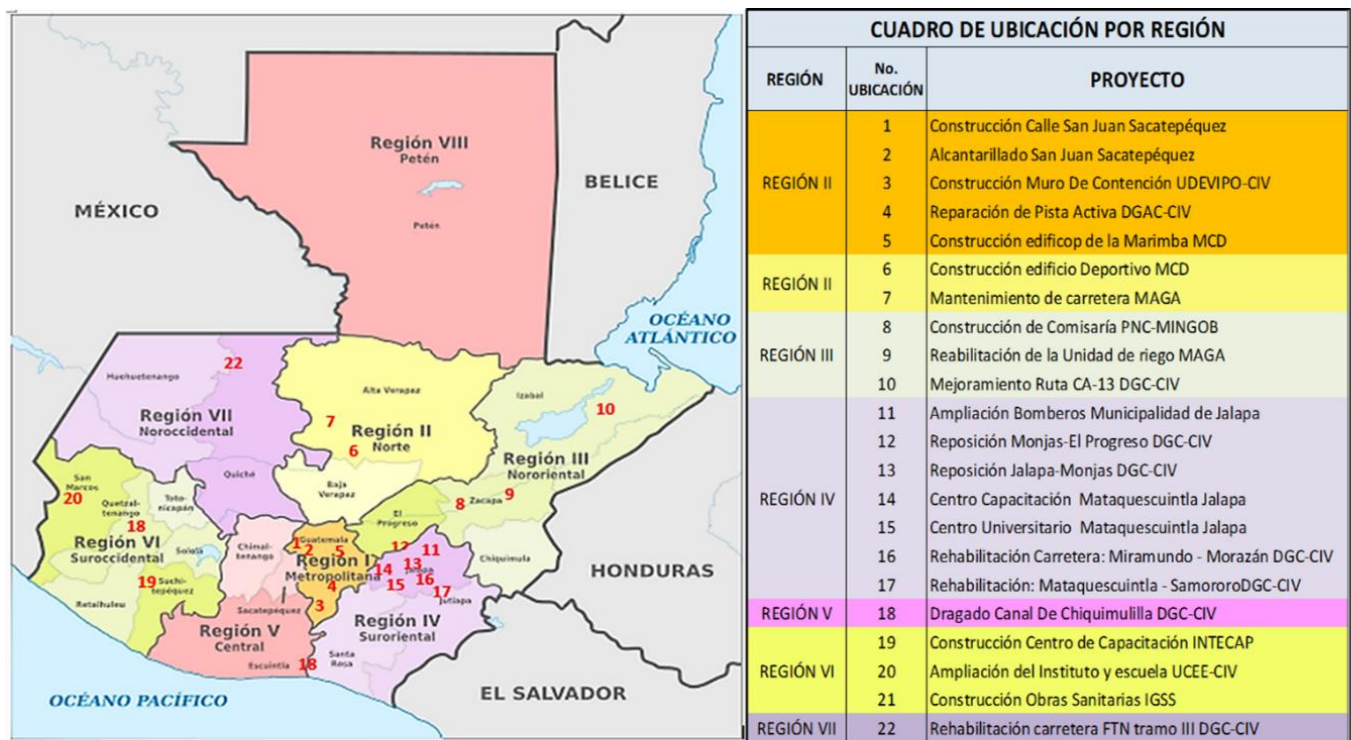 Región VIII
Petén
BELICE
MÉXICO
Petén
OCÉANO
ATLÁNTICO
22
Huehuetenango
Alta Verapaz
Izabal
10
Región VII
Noroccidental
7
Región II
Norte
6
Región III
Nororiental
San
Marcos
20
Quetzal-
tenango
Toto-
nicapán
Quiché
Baja
Verapaz
8
Zacapa
9
18
El
Progreso
Región VI
Suroccidental
Sololá
Chimal-
tenango
1
Guatemala
2
5
12
11
Chiquimula
Región I
Metropolitana
14
13
Jalapa
HONDURAS
19
Suchi-
tepéquez
4
15
16
17
Retalhuleu
Sacatepéquez
3
Jutiapa
Región V
Central
Región IV
Suroriental
Escuintla
18
Santa
Rosa
OCÉANO PACÍFICO
EL SALVADOR
CUADRO DE UBICACIÓN POR REGIÓN
REGIÓN No. UBICACIÓN PROYECTO
REGIÓN II
1 Construcción Calle San Juan Sacatepéquez
2 Alcantarillado San Juan Sacatepéquez
3 Construcción Muro De Contención UDEVIPO-CIV
4 Reparación de Pista Activa DGAC-CIV
5 Construcción edificop de la Marimba MCD
REGIÓN II
6 Construcción edificio Deportivo MCD
7 Mantenimiento de carretera MAGA
REGIÓN III
8 Construcción de Comisaría PNC-MINGOB
9 Reabilitación de la Unidad de riego MAGA
10 Mejoramiento Ruta CA-13 DGC-CIV
REGIÓN IV
11 Ampliación Bomberos Municipalidad de Jalapa
12 Reposición Monjas-El Progreso DGC-CIV
13 Reposición Jalapa-Monjas DGC-CIV
14 Centro Capacitación Mataquescuintla Jalapa
15 Centro Universitario Mataquescuintla Jalapa
16 Rehabilitación Carretera: Miramundo - Morazán DGC-CIV
17 Rehabilitación: Mataquescuintla - SamororoDGC-CIV
REGIÓN V
18 Dragado Canal De Chiquimulilla DGC-CIV
REGIÓN VI
19 Construcción Centro de Capacitación INTECAP
20 Ampliación del Instituto y escuela UCEE-CIV
21 Construcción Obras Sanitarias IGSS
REGIÓN VII
22 Rehabilitación carretera FTN tramo III DGC-CIV